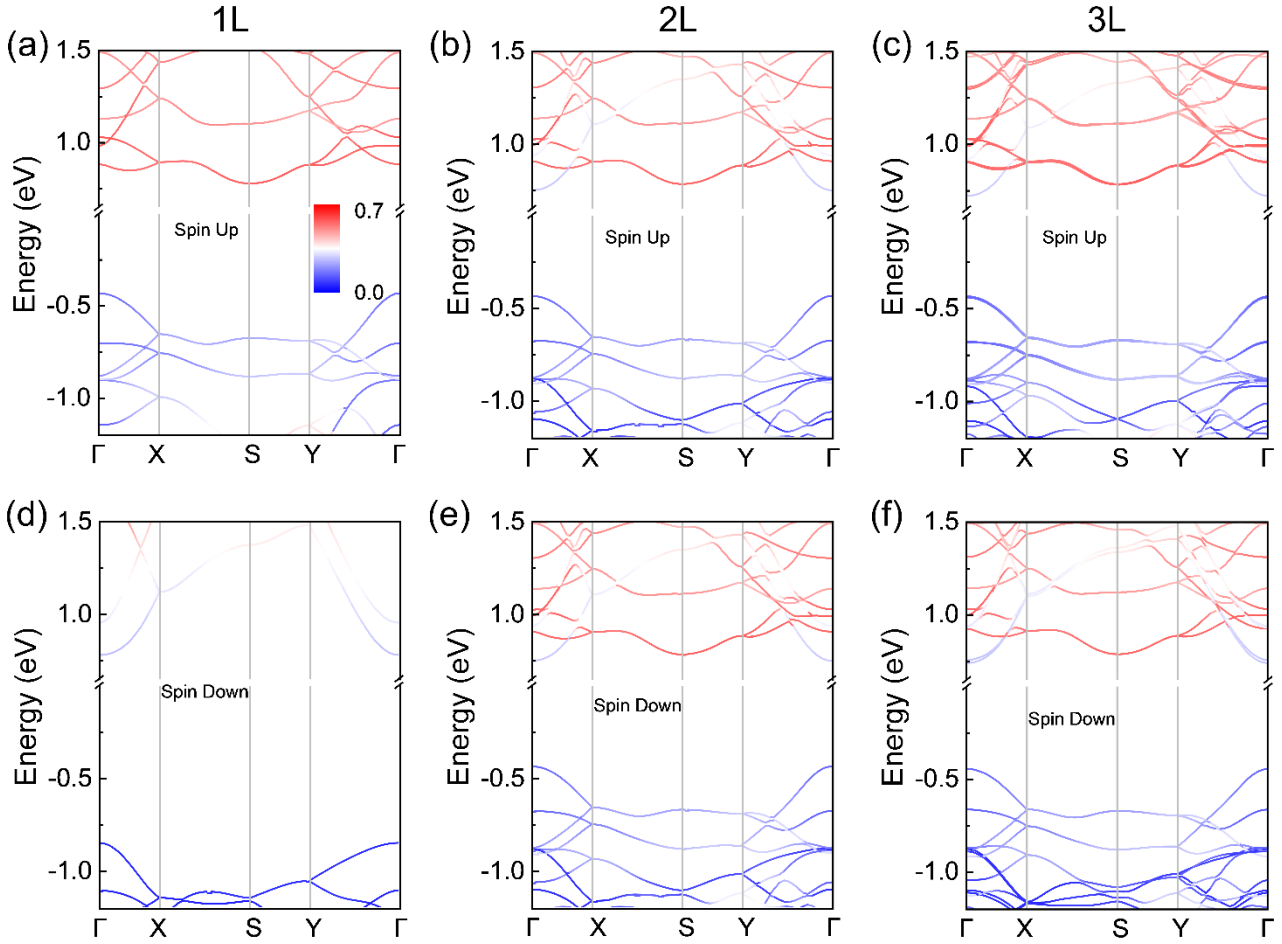 1L 2L 3L
(a) (b) (c)
1.5 1.5 1.5
1.0 1.0 1.0
Energy (eV) Energy (eV) Energy (eV)
0.7
Spin Up Spin Up Spin Up
0.0
-0.5 -0.5 -0.5
-1.0 -1.0 -1.0
Γ X S Y Γ Γ X S Y Γ Γ X S Y Γ
(d) (e) (f)
1.5 1.5 1.5
1.0 1.0 1.0
Energy (eV) Energy (eV) Energy (eV)
Spin Down Spin Down Spin Down
-0.5 -0.5 -0.5
-1.0 -1.0 -1.0
Γ X S Y Γ Γ X S Y Γ Γ X S Y Γ